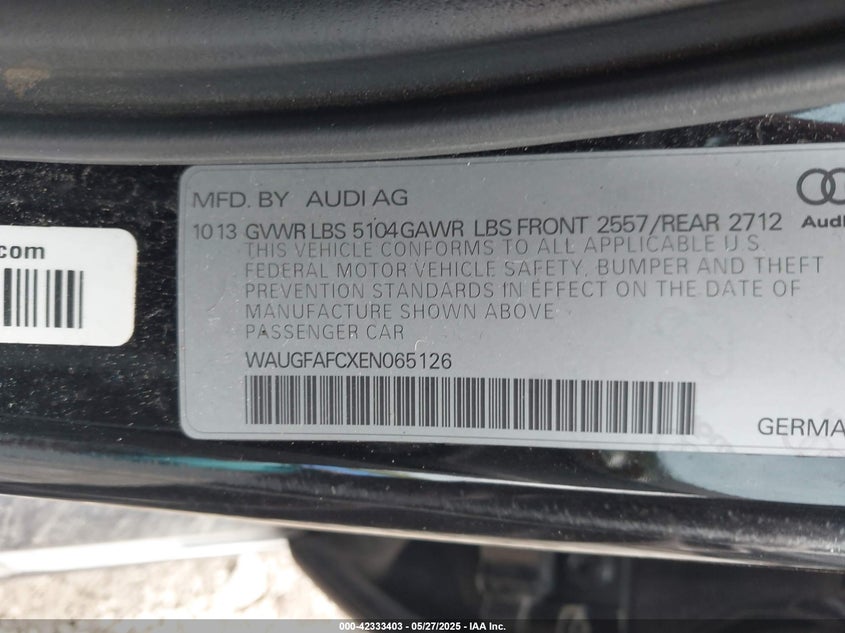 MFD. BY AUDI AG
10 13 GVWR LBS 5104 GAWR LBS FRONT 2557/REAR 2712
Audi
THIS VEHICLE CONFORMS TO ALL APPLICABLE U S
FEDERAL MOTOR VEHICLE SAFETY, BUMPER AND THEFT
PREVENTION STANDARDS IN EFFECT ON THE DATE OF
MANUFACTURE SHOWN ABOVE
PASSENGER CAR
WAUGFAFCXEN065126
GERMA
.com
000-42333403 - 05/27/2025 - IAA Inc.